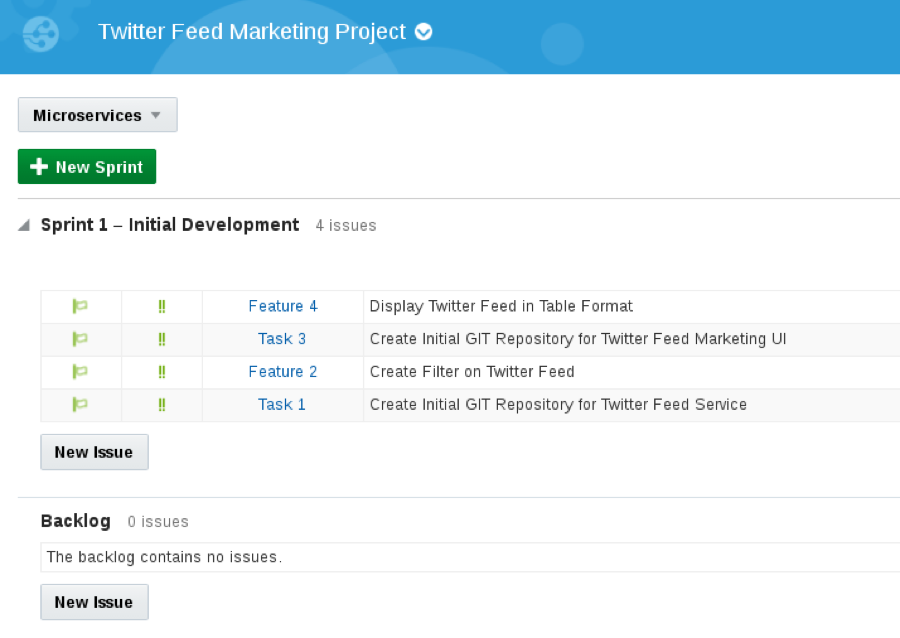 Twitter Feed Marketing Project
Microservices
New Sprint
Sprint 1 – Initial Development 4 issues
!! Feature 4 Display Twitter Feed in Table Format
!! Task 3 Create Initial GIT Repository for Twitter Feed Marketing UI
!! Feature 2 Create Filter on Twitter Feed
!! Task 1 Create Initial GIT Repository for Twitter Feed Service
New Issue
Backlog 0 issues
The backlog contains no issues.
New Issue